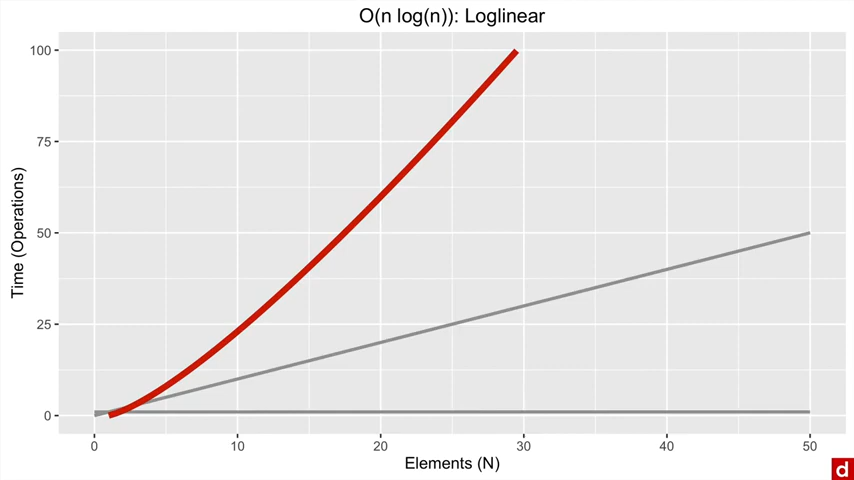 O(n log(n)): Loglinear
100
75
50
25
0
Time (Operations)
0 10 20 30 40 50
Elements (N)
d